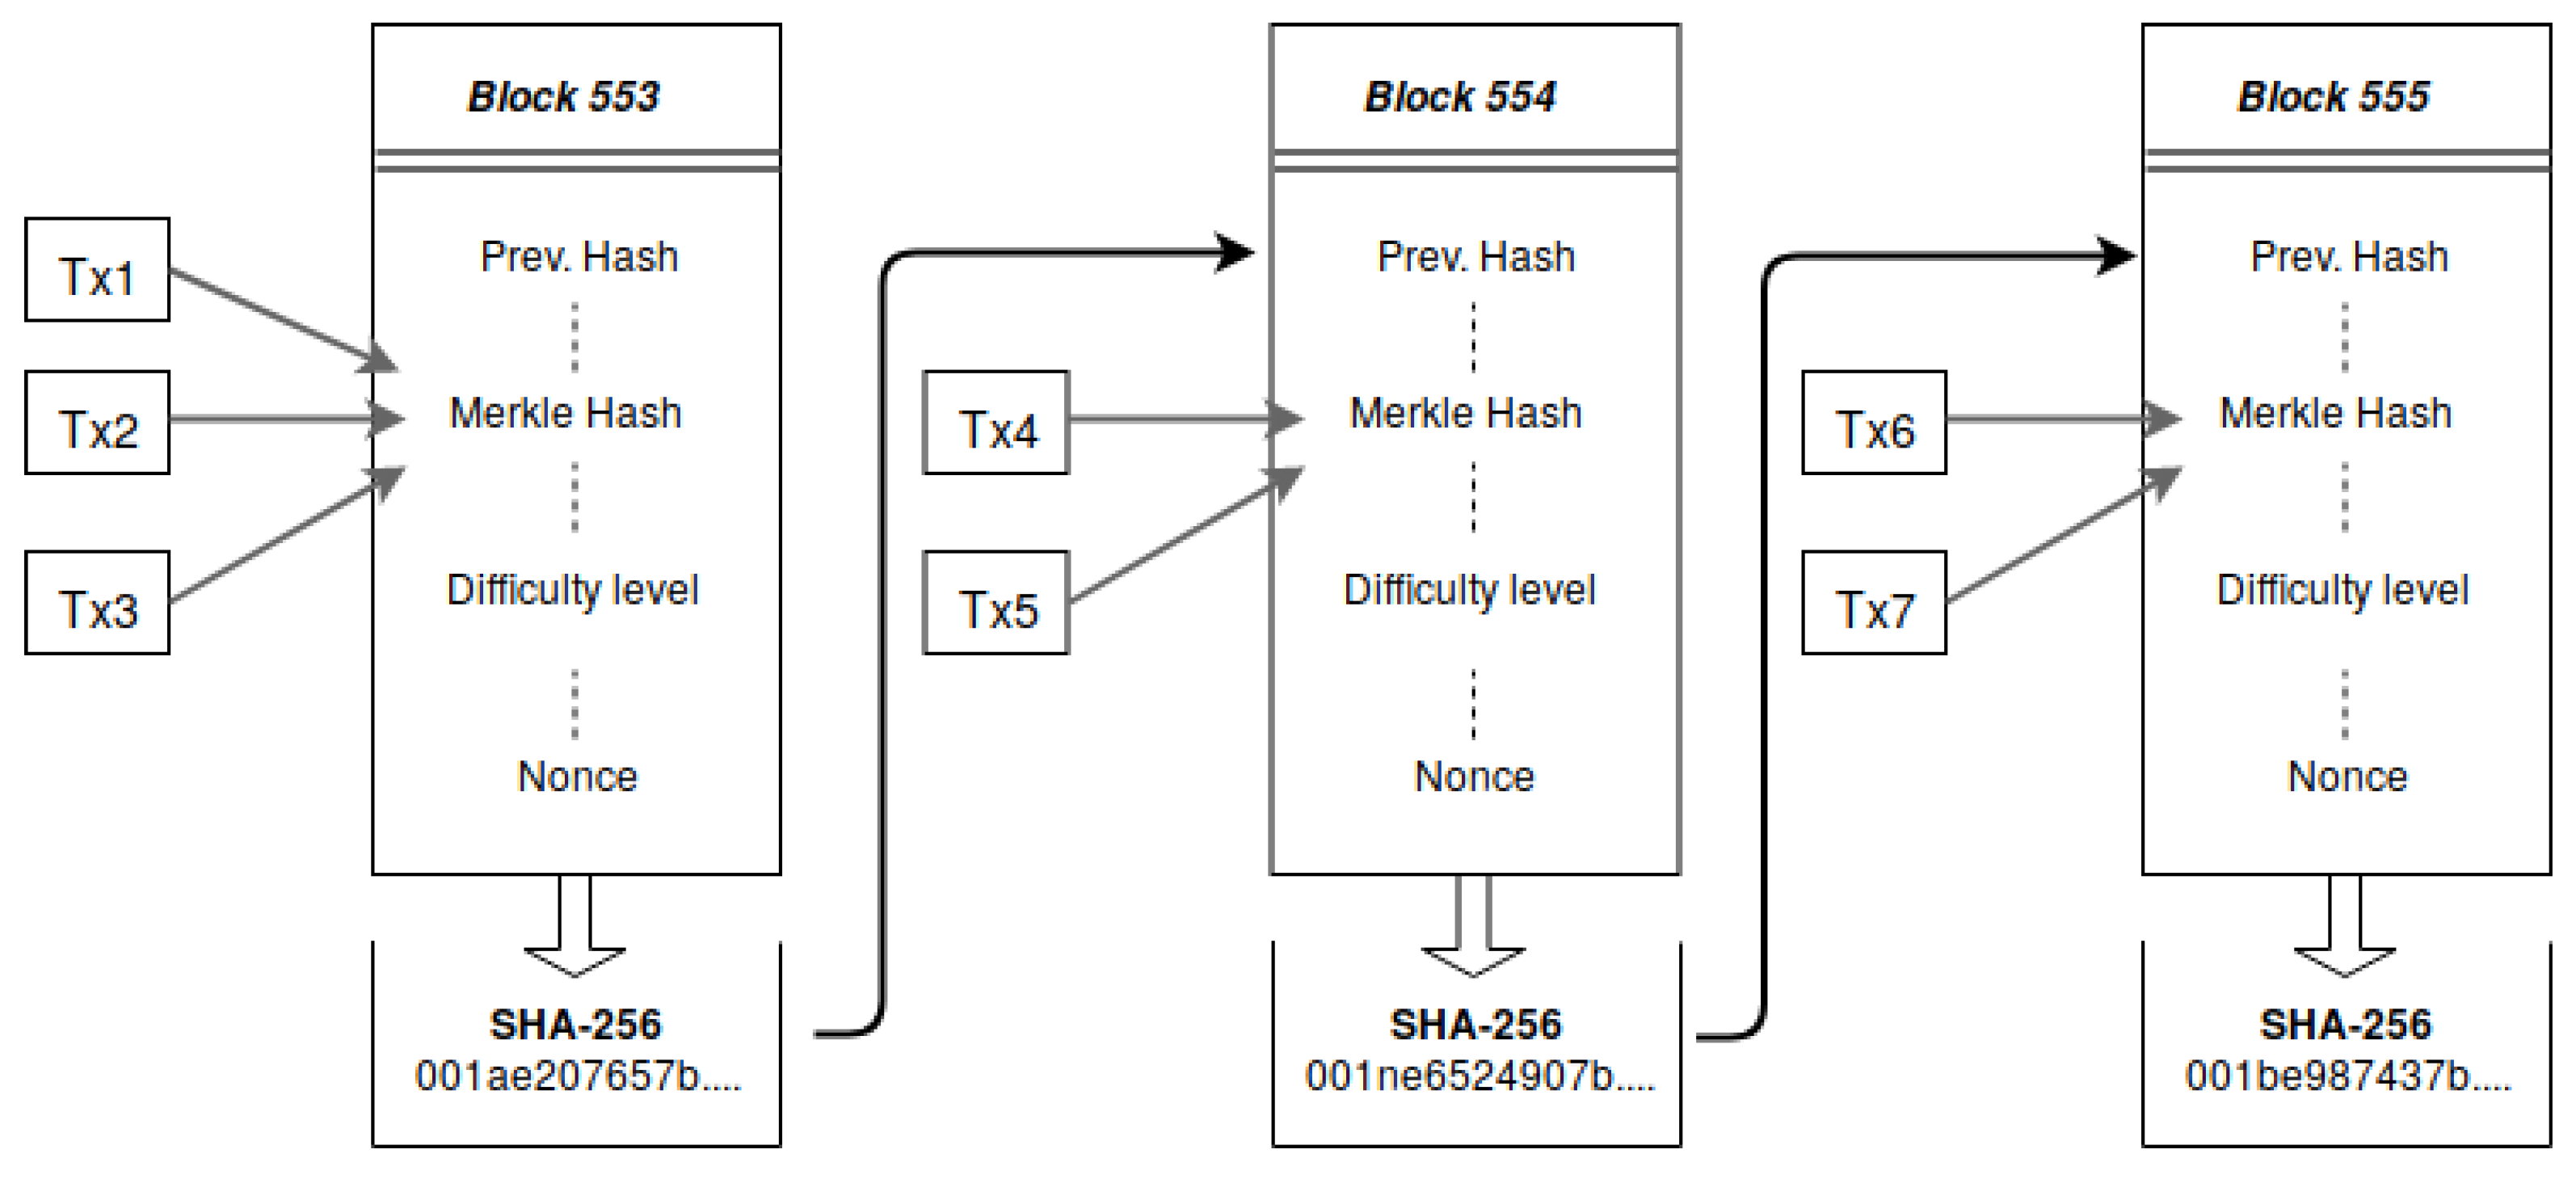 Block 553
Prev. Hash
Tx1
Tx2
Merkle Hash
Tx3
Difficulty level
Nonce
SHA-256
001ae207657b....
Block 554
Prev. Hash
Tx4
Merkle Hash
Tx5
Difficulty level
Nonce
SHA-256
001ne6524907b....
Block 555
Prev. Hash
Tx6
Merkle Hash
Tx7
Difficulty level
Nonce
SHA-256
001be987437b....